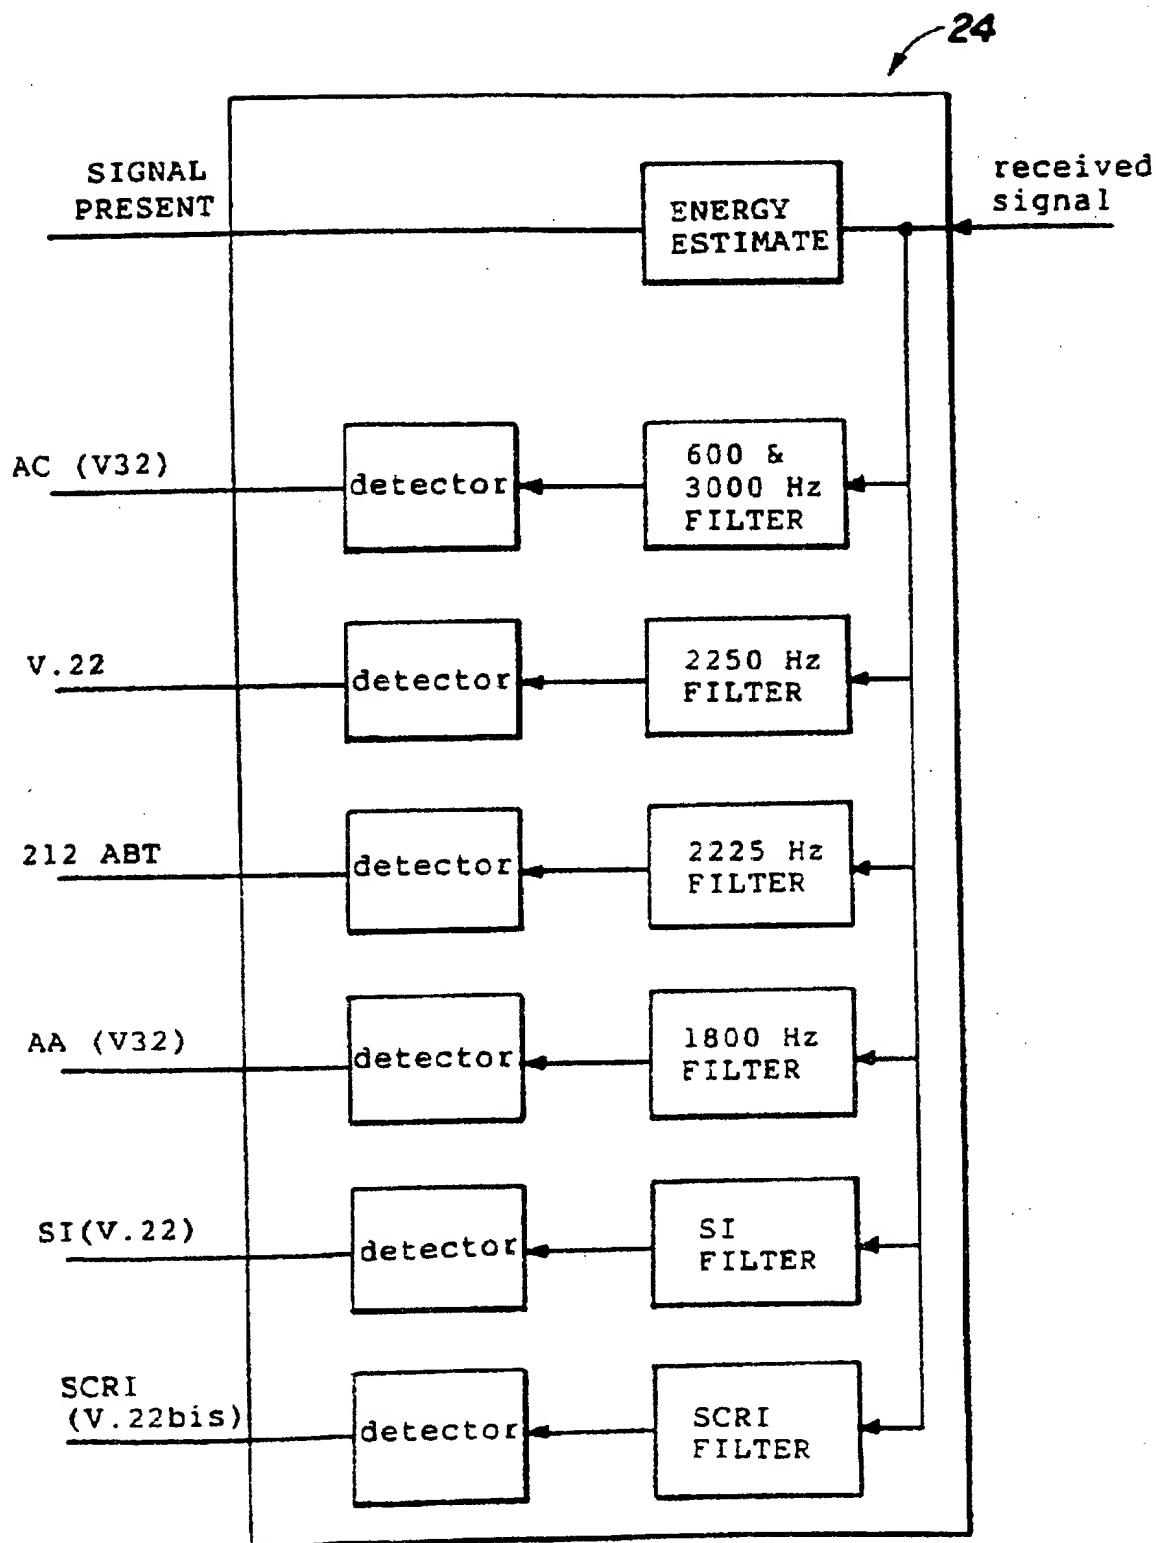 24
SIGNAL
PRESENT
ENERGY
ESTIMATE
received
signal
AC (V32)
detector
600 &
3000 Hz
FILTER
V.22
detector
2250 Hz
FILTER
212 ABT
detector
2225 Hz
FILTER
AA (V32)
detector
1800 Hz
FILTER
SI(V.22)
detector
SI
FILTER
SCRI
(V.22bis)
detector
SCRI
FILTER